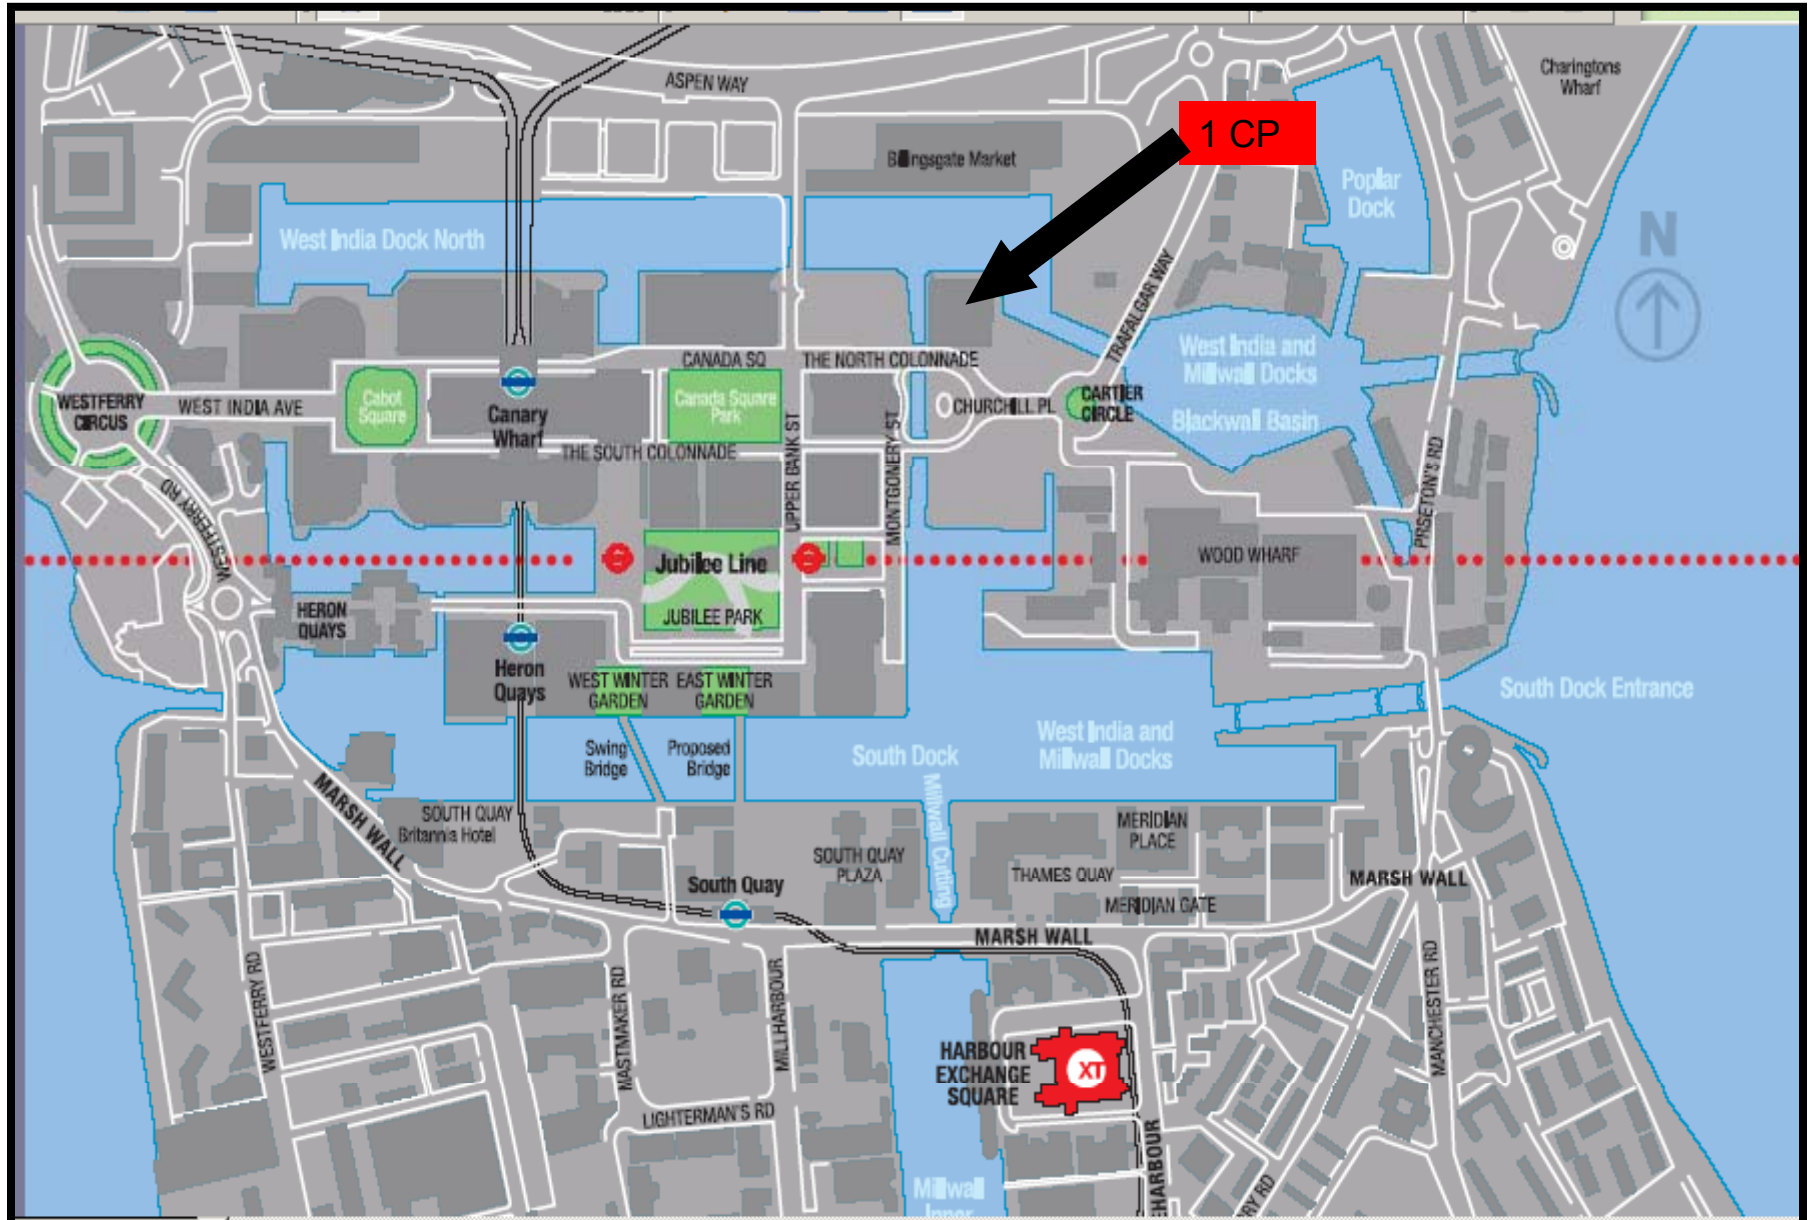 ASPEN WAY
Charingtons
Wharf
1 CP
Billingsgate Market
Poplar
Dock
N
West India Dock North
TRAFALGAR WAY
West India and
Millwall Docks
Blackwall Basin
CANADA SQ
THE NORTH COLONNADE
WESTFERRY
CIRCUS
WEST INDIA AVE
Cabot
Square
Canary
Wharf
Canada Square
Park
CHURCHILL PL
CARTIER
CIRCLE
THE SOUTH COLONNADE
UPPER BANK ST
MONTGONERY ST
PRSETON'S RD
WESTFERRY RD
Jubilee Line
JUBILEE PARK
WOOD WHARF
HERON
QUAYS
Heron
Quays
WEST WINTER
GARDEN
EAST WINTER
GARDEN
South Dock Entrance
Swing
Bridge
Proposed
Bridge
South Dock
West India and
Millwall Docks
Millwall Cutting
MARSH WALL
SOUTH QUAY
Britannia Hotel
MERIDIAN
PLACE
SOUTH QUAY
PLAZA
THAMES QUAY
MARSH WALL
South Quay
MERIDIAN GATE
MARSH WALL
WESTFERRY RD
MASTMAKER RD
MILLHARBOUR
MANCHESTER RD
HARBOUR
EXCHANGE
SQUARE
XT
LIGHTERMAN'S RD
EHARBOUR
RY RD
Millwall
Inner